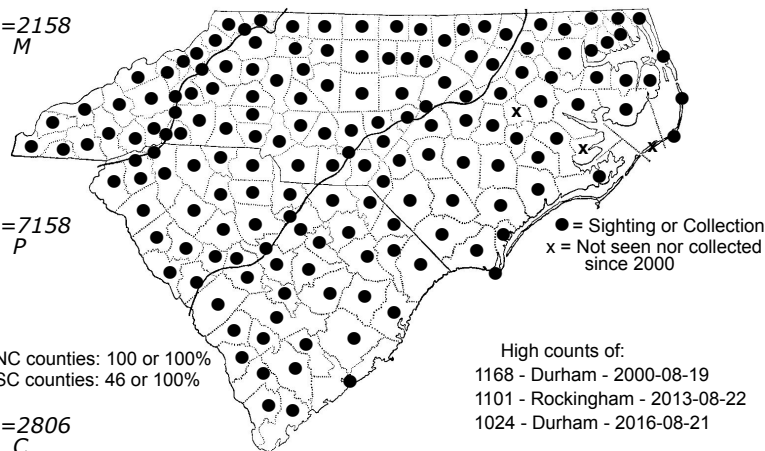 =2158
M
=7158
P
● = Sighting or Collection
x = Not seen nor collected
since 2000
x
x
x
NC counties: 100 or 100%
SC counties: 46 or 100%
High counts of:
1168 - Durham - 2000-08-19
1101 - Rockingham - 2013-08-22
1024 - Durham - 2016-08-21
=2806
C